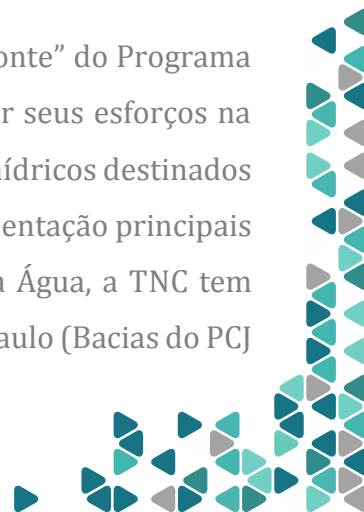 onte” do Programa
r seus esforços na
ídricos destinados
entação principais
a Água, a TNC tem
aulo (Bacias do PCJ